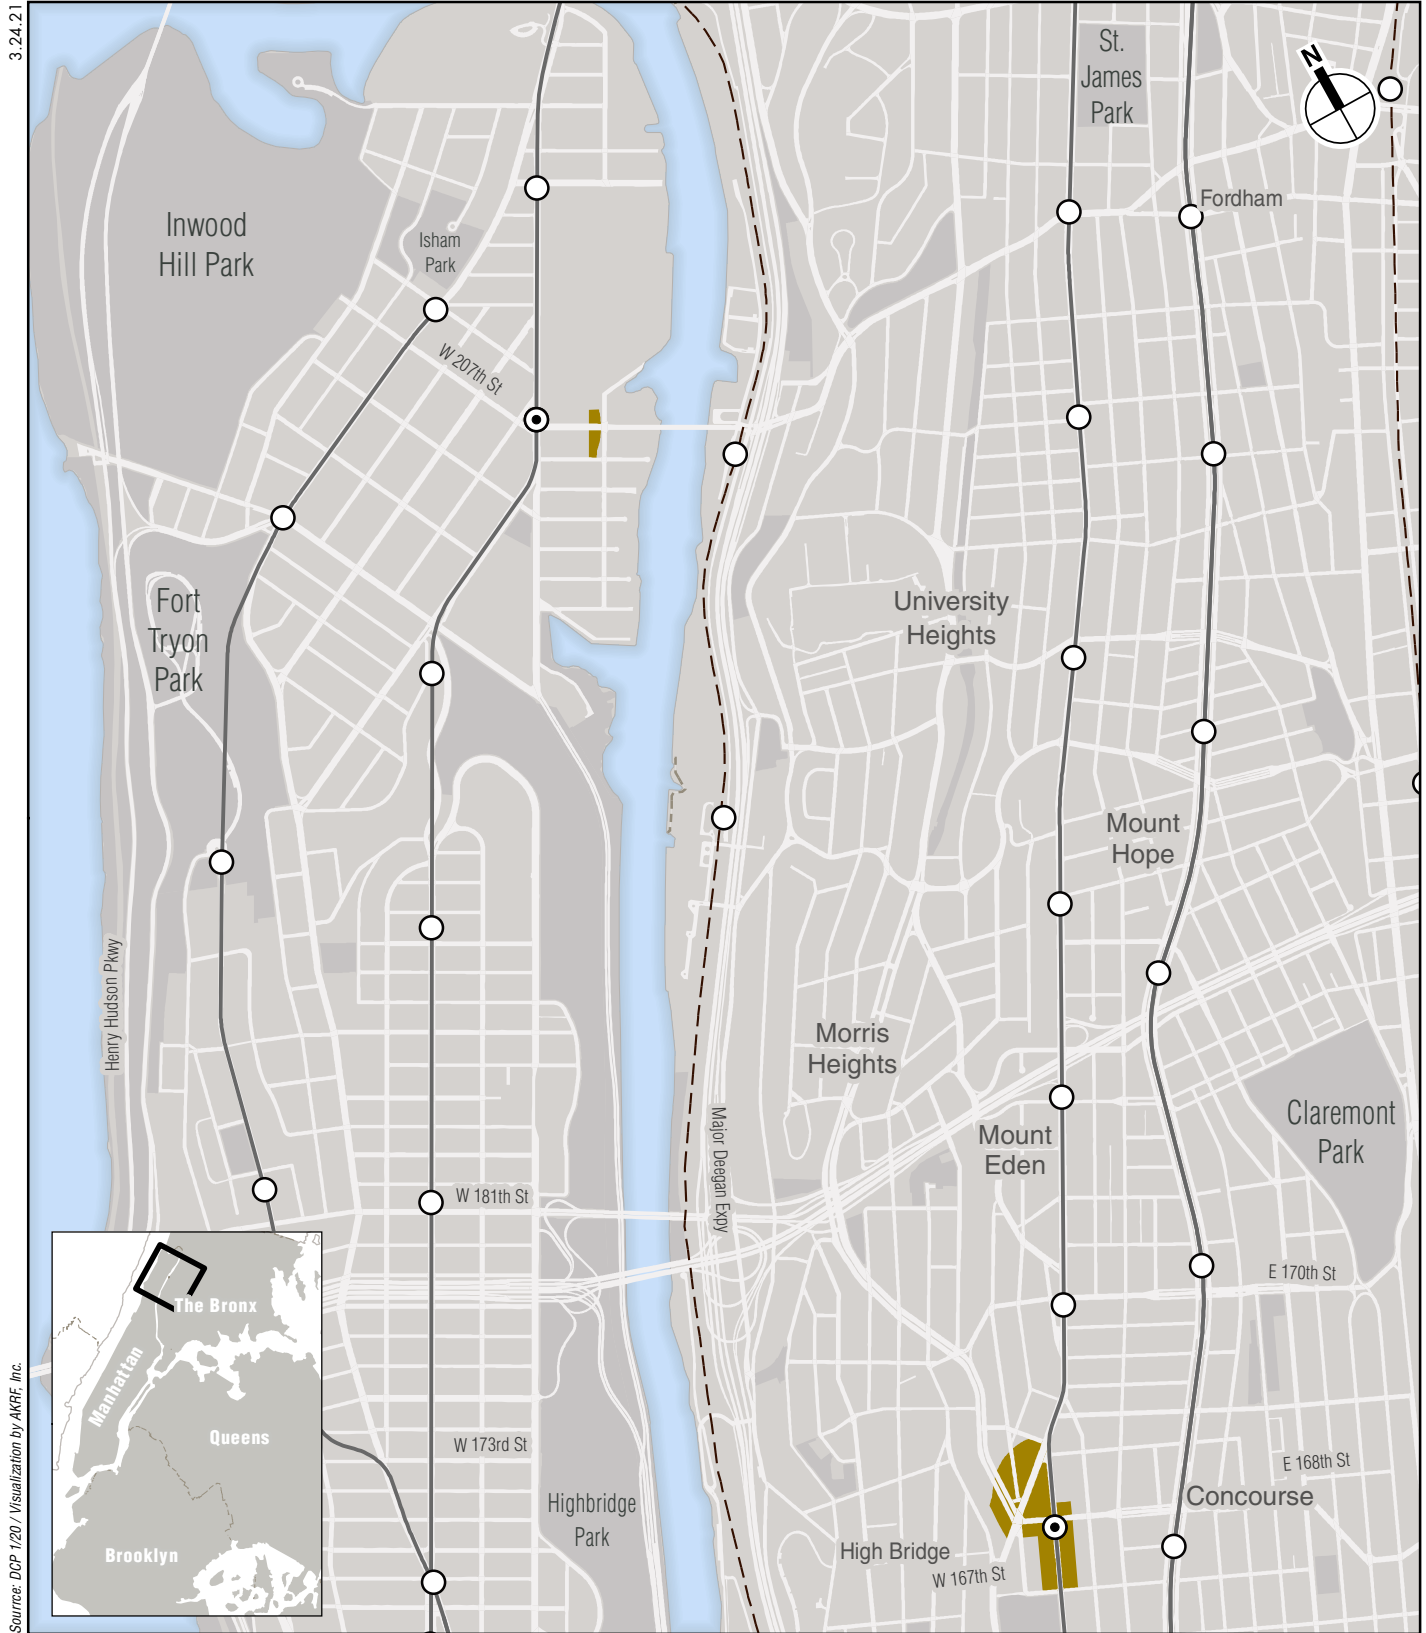 3.24.21
St.
James
Park
N
Fordham
Inwood
Hill Park
Isham
Park
W 207th St
University
Heights
Fort
Tryon
Park
Mount
Hope
Henry Hudson Pkwy
Morris
Heights
Major Deegan Expy
Claremont
Park
Mount
Eden
W 181th St
E 170th St
The Bronx
Manhattan
Queens
Brooklyn
W 173rd St
E 168th St
Concourse
Highbridge
Park
High Bridge
W 167th St
Sourrce: DCP 1/20 / Visualization by AKRF, Inc.